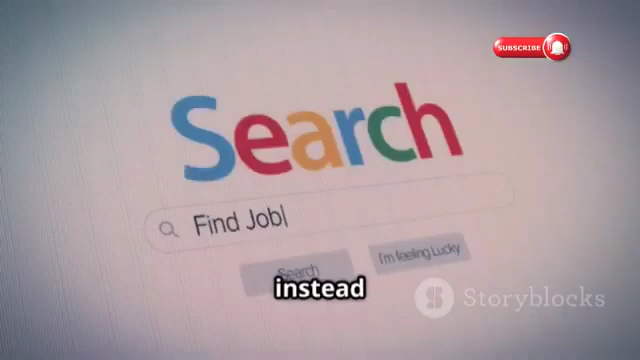 SUBSCRIBE
Search
Find Job
Search
I'm feeling Lucky
instead
Storyblocks